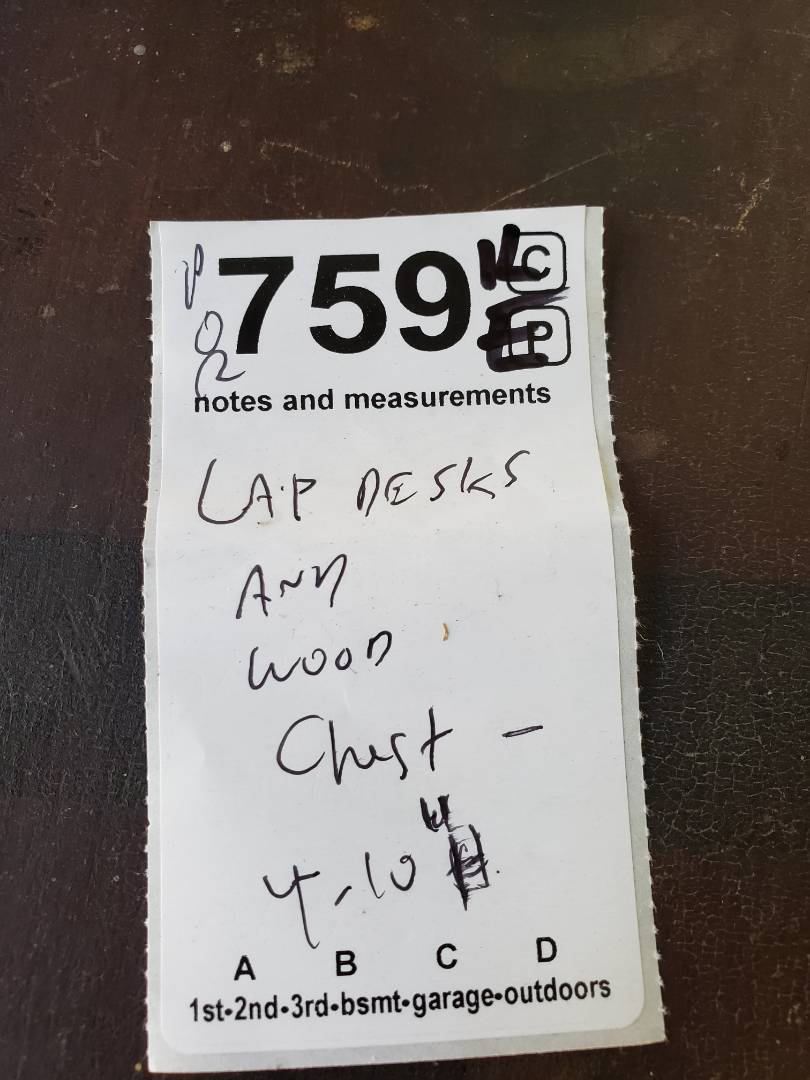 759
C
P
notes and measurements
LAP DESKS
AND
WOOD
Chest -
4-10"
A B C D
1st•2nd•3rd•bsmt•garage•outdoors